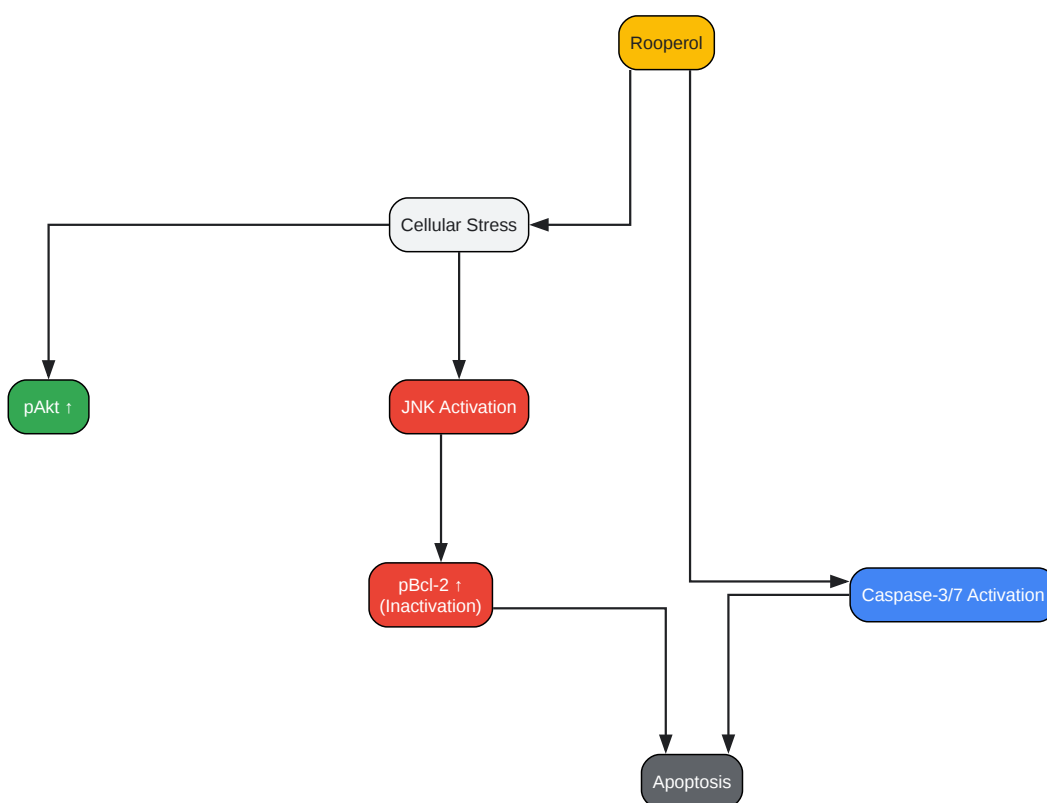 Rooperol
Cellular Stress
pAkt ↑
JNK Activation
pBcl-2 ↑
(Inactivation)
Caspase-3/7 Activation
Apoptosis